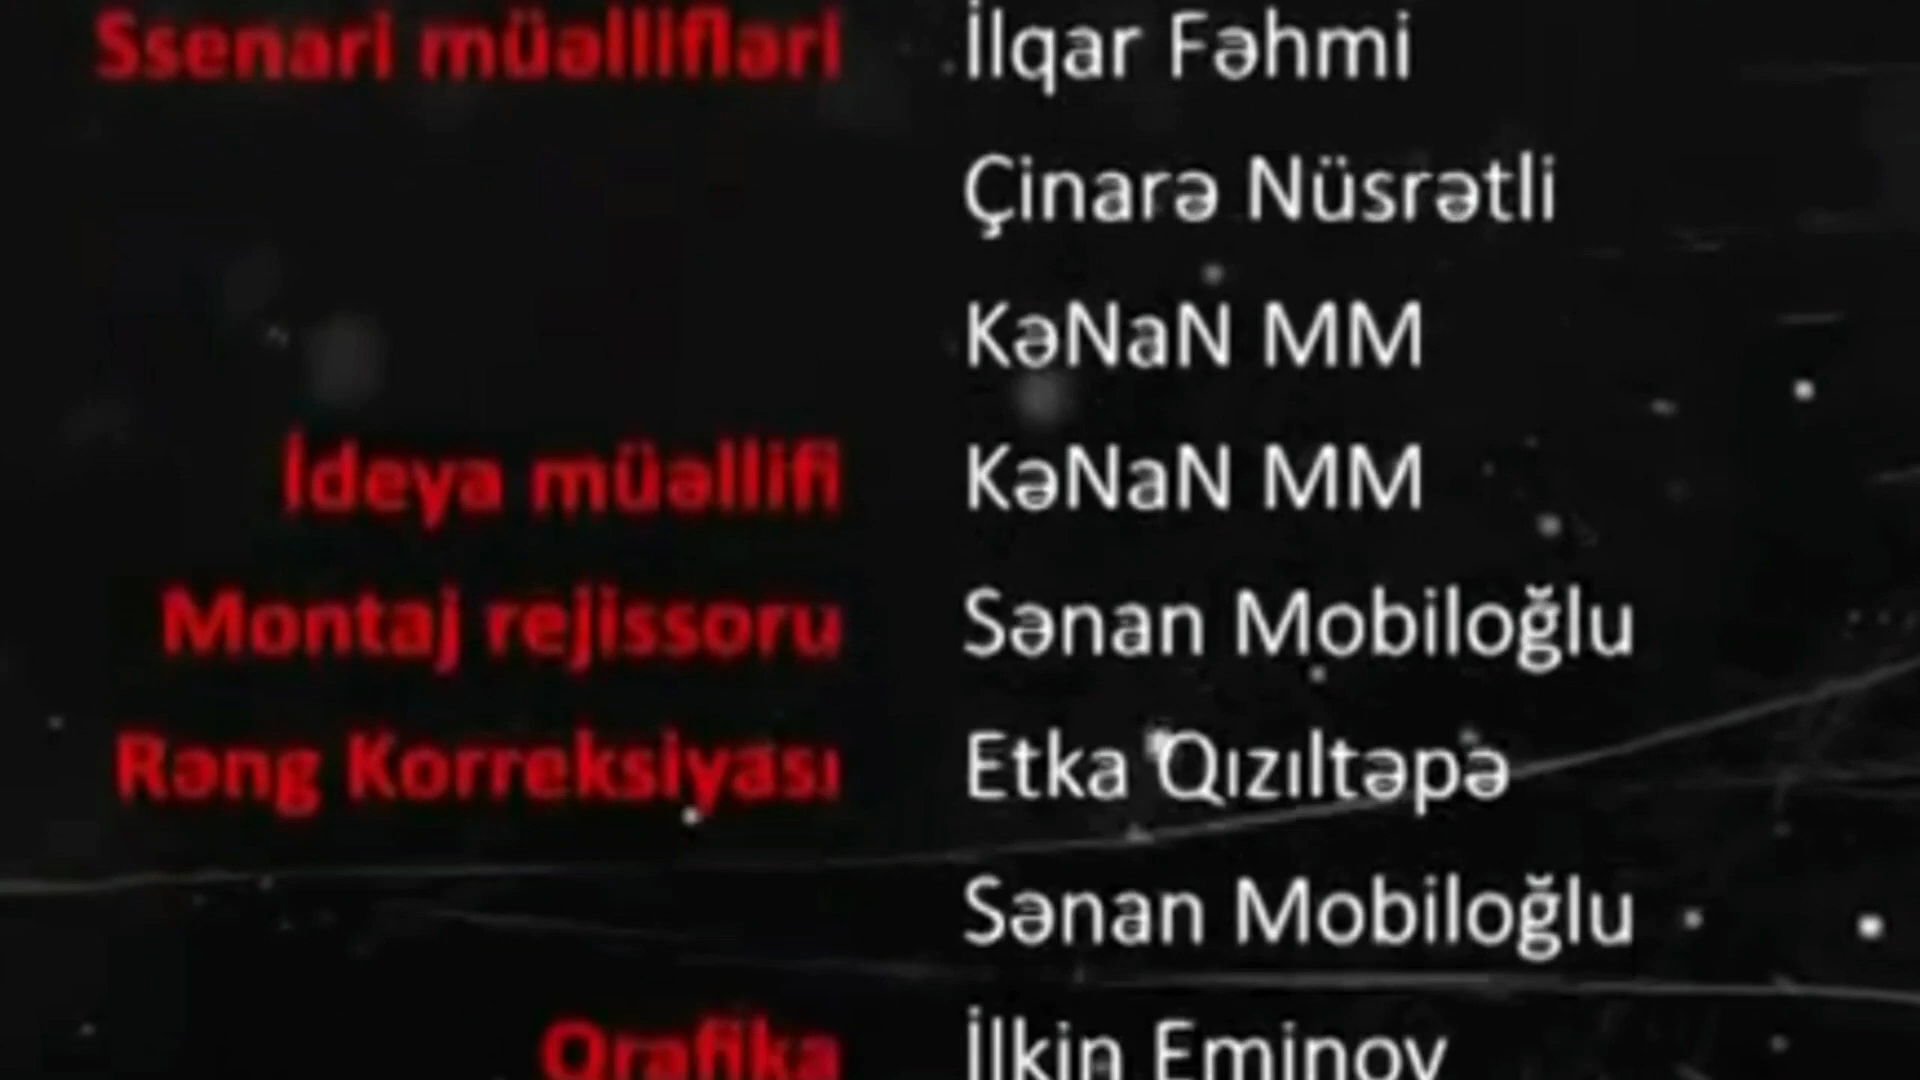 Ssenari müəllifləri İlqar Fəhmi
Çinarə Nüsrətli
KəNaN MM
İdeya müəllifi KəNaN MM
Montaj rejissoru Sənan Mobiloğlu
Rəng Korreksiyası Etka Qızıltəpə
Sənan Mobiloğlu
Qrafika İlkin Eminov